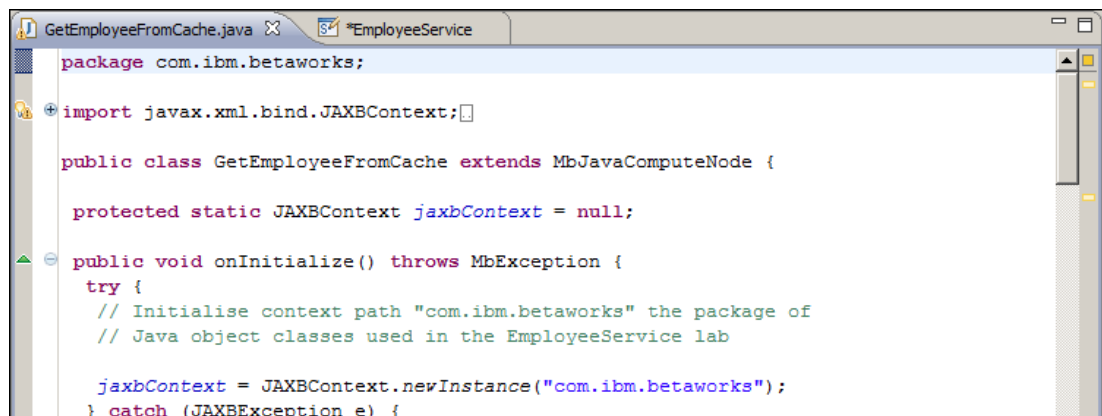 GetEmployeeFromCache.java *EmployeeService
package com.ibm.betaworks;
import javax.xml.bind.JAXBContext;
public class GetEmployeeFromCache extends MbJavaComputeNode {
protected static JAXBContext jaxbContext = null;
public void onInitialize() throws MbException {
try {
// Initialise context path "com.ibm.betaworks" the package of
// Java object classes used in the EmployeeService lab
jaxbContext = JAXBContext.newInstance("com.ibm.betaworks");
} catch (JAXBException e) {